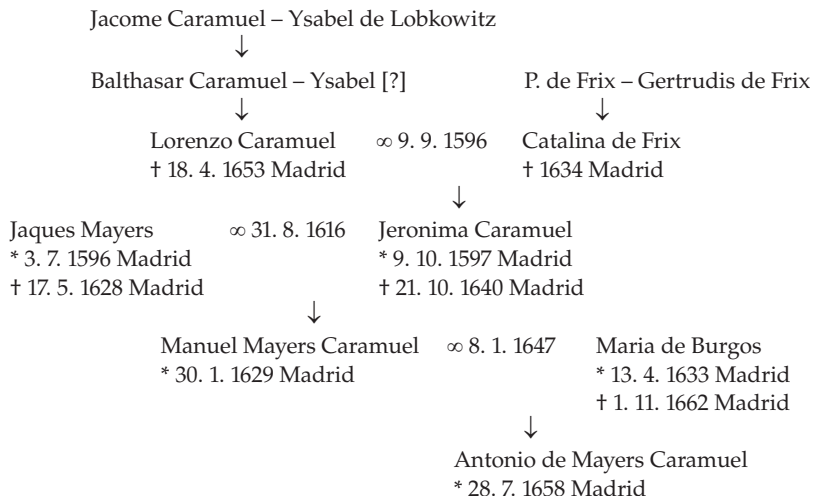 Jacome Caramuel – Ysabel de Lobkowitz
↓
Balthasar Caramuel – Ysabel [?] P. de Frix – Gertrudis de Frix
↓ ↓
Lorenzo Caramuel ∞ 9. 9. 1596 Catalina de Frix
† 18. 4. 1653 Madrid † 1634 Madrid
↓
Jaques Mayers ∞ 31. 8. 1616 Jeronima Caramuel
* 3. 7. 1596 Madrid * 9. 10. 1597 Madrid
† 17. 5. 1628 Madrid † 21. 10. 1640 Madrid
↓
Manuel Mayers Caramuel ∞ 8. 1. 1647 Maria de Burgos
* 30. 1. 1629 Madrid * 13. 4. 1633 Madrid
† 1. 11. 1662 Madrid
↓
Antonio de Mayers Caramuel
* 28. 7. 1658 Madrid